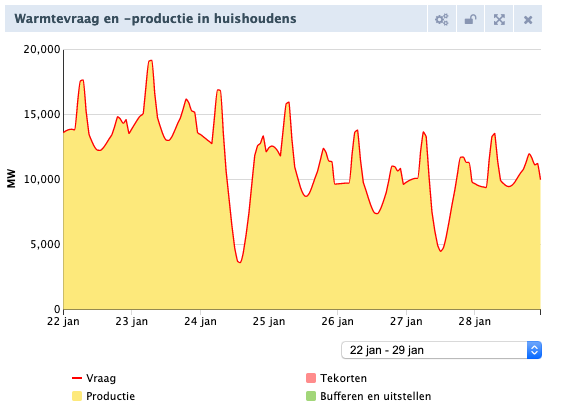 Warmtevraag en -productie in huishoudens
20,000
15,000
10,000
5,000
0
MW
22 jan 23 jan 24 jan 25 jan 26 jan 27 jan 28 jan
22 jan - 29 jan
Vraag Tekorten
Productie Bufferen en uitstellen